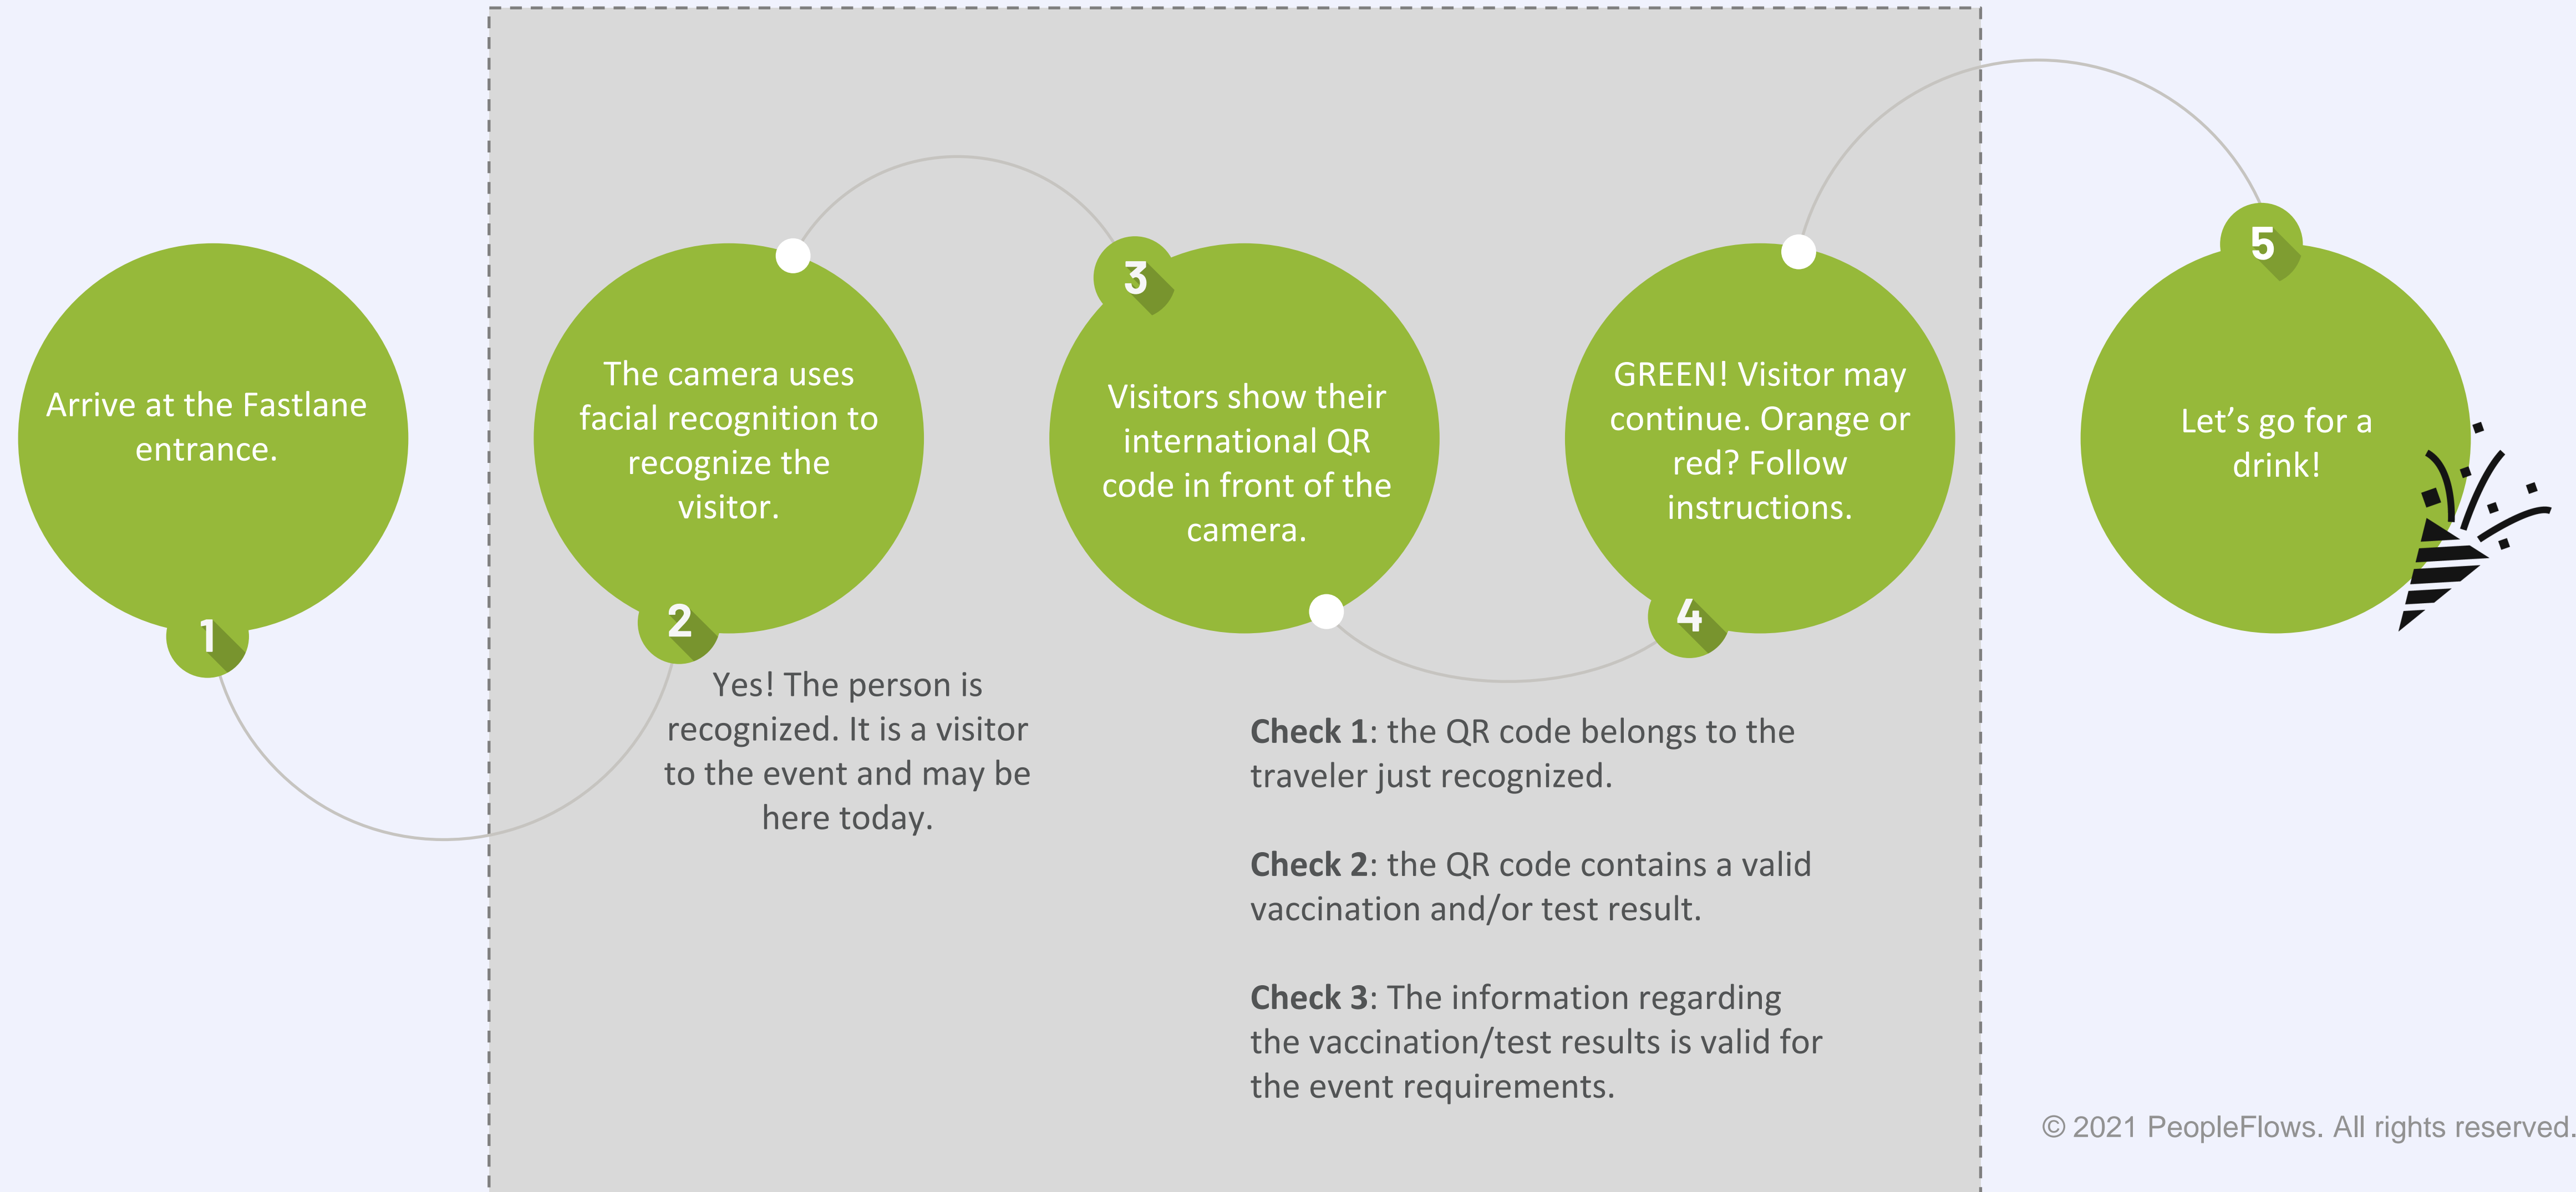 Arrive at the Fastlane
entrance.
1
The camera uses
facial recognition to
recognize the
visitor.
2
Yes! The person is
recognized. It is a visitor
to the event and may be
here today.
3
Visitors show their
international QR
code in front of the
camera.
Check 1: the QR code belongs to the
traveler just recognized.
Check 2: the QR code contains a valid
vaccination and/or test result.
Check 3: The information regarding
the vaccination/test results is valid for
the event requirements.
GREEN! Visitor may
continue. Orange or
red? Follow
instructions.
4
5
Let’s go for a
drink!
© 2021 PeopleFlows. All rights reserved.